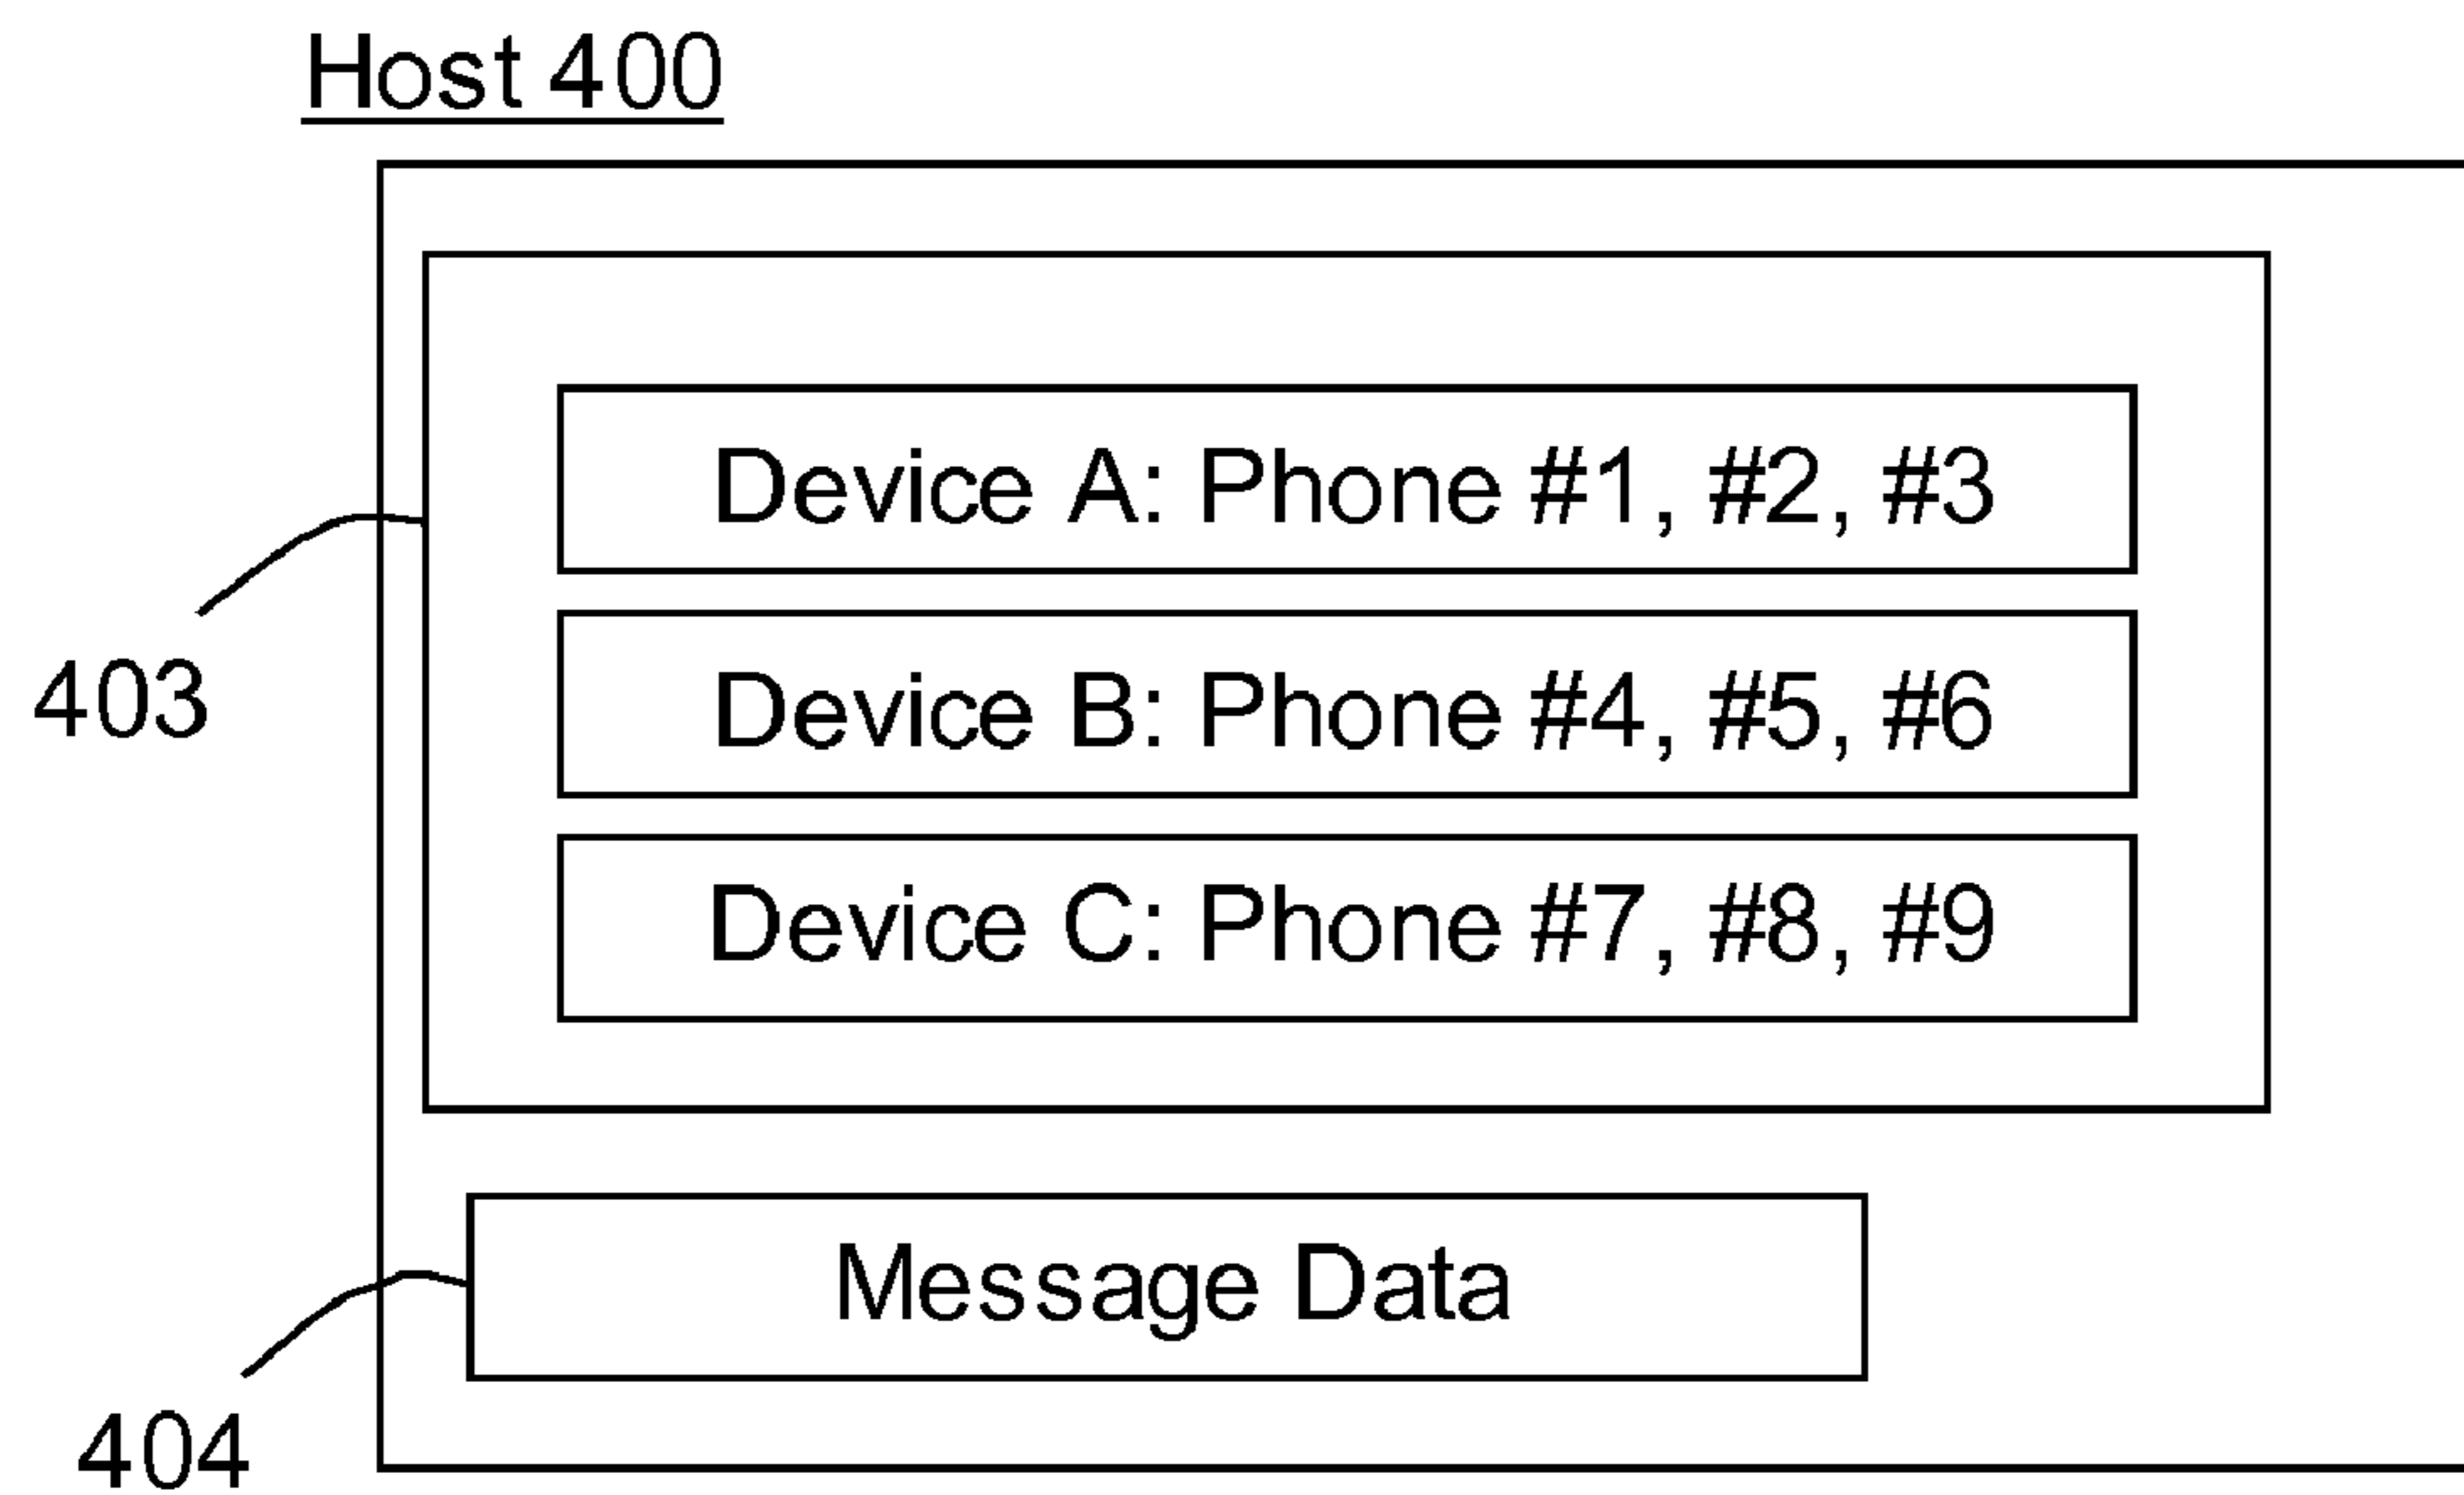 Host 400
Device A: Phone #1, #2, #3
403
Device B: Phone #4, #5, #6
Device C: Phone #7, #8, #9
Message Data
404